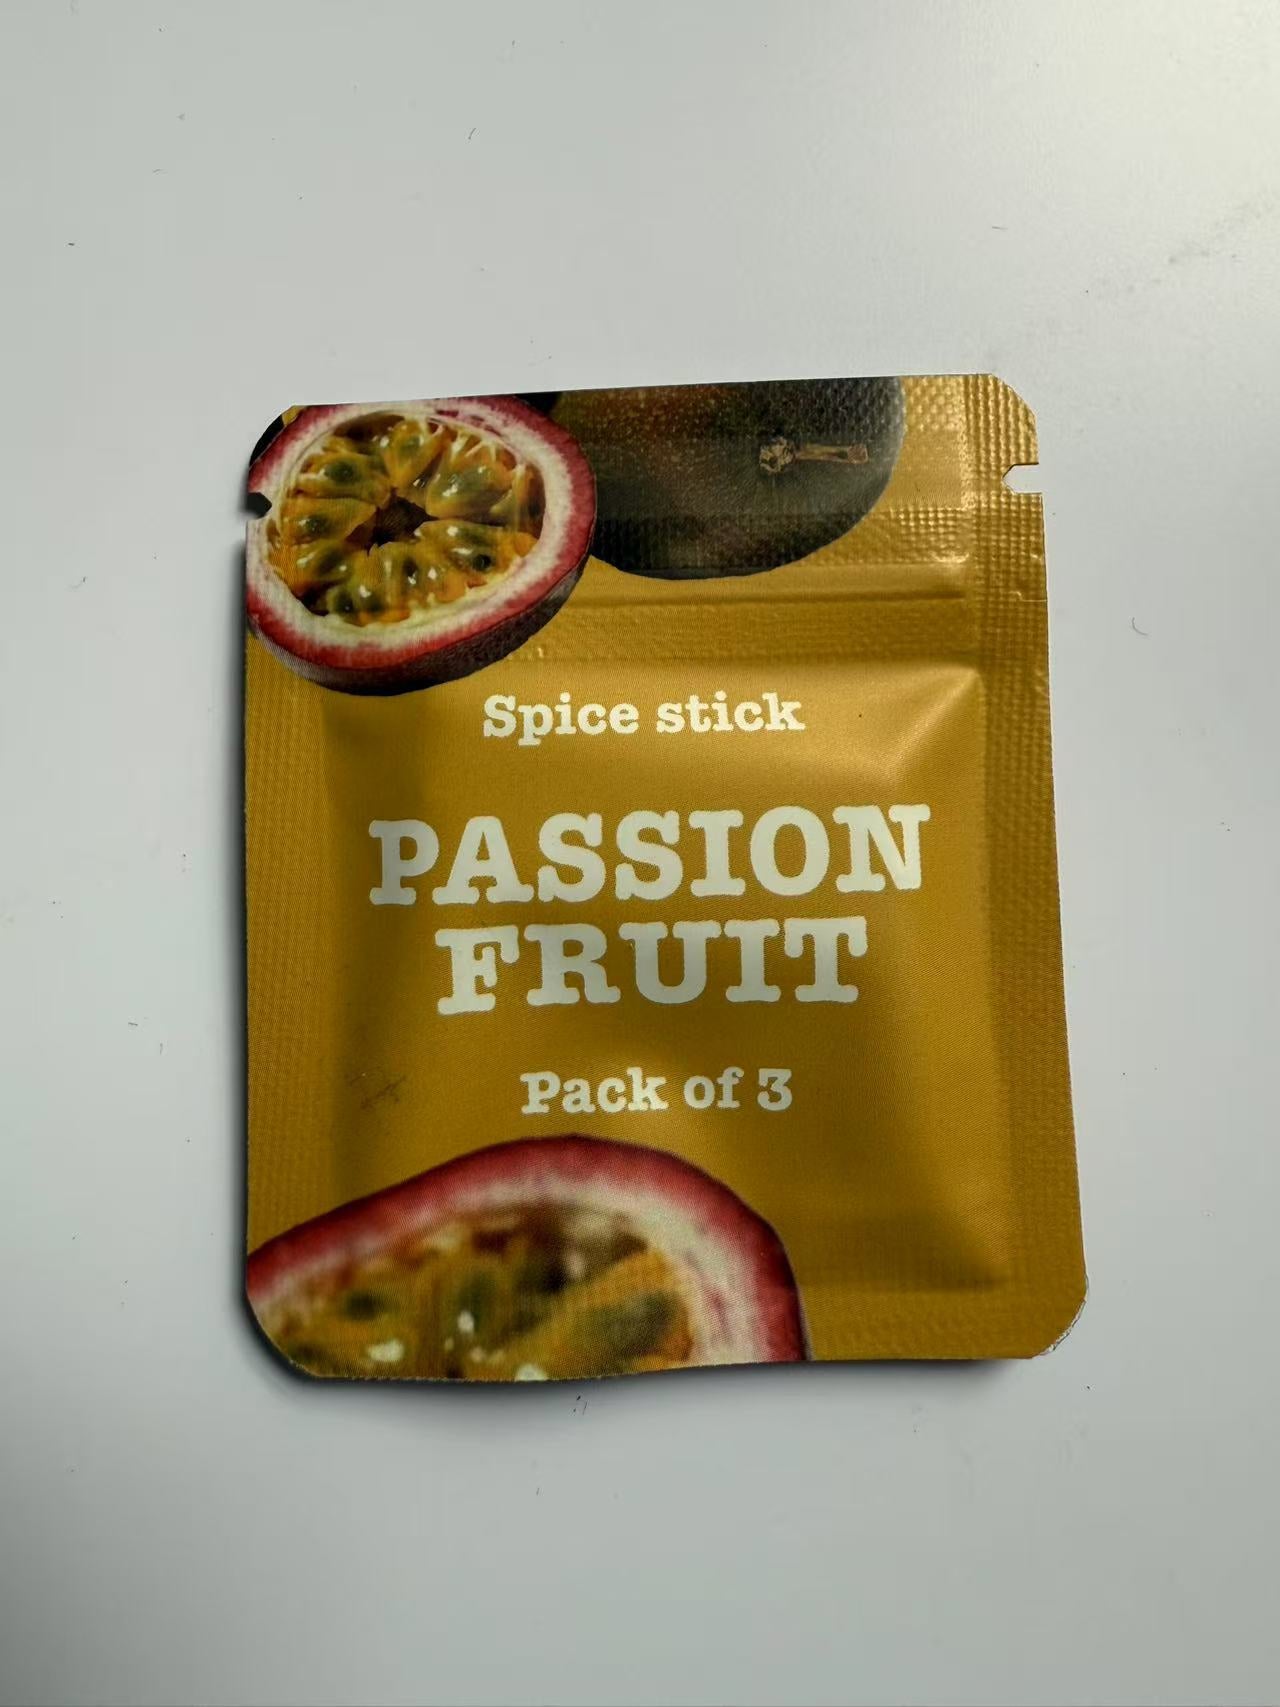 Spice stick
PASSION
FRUIT
Pack of 3